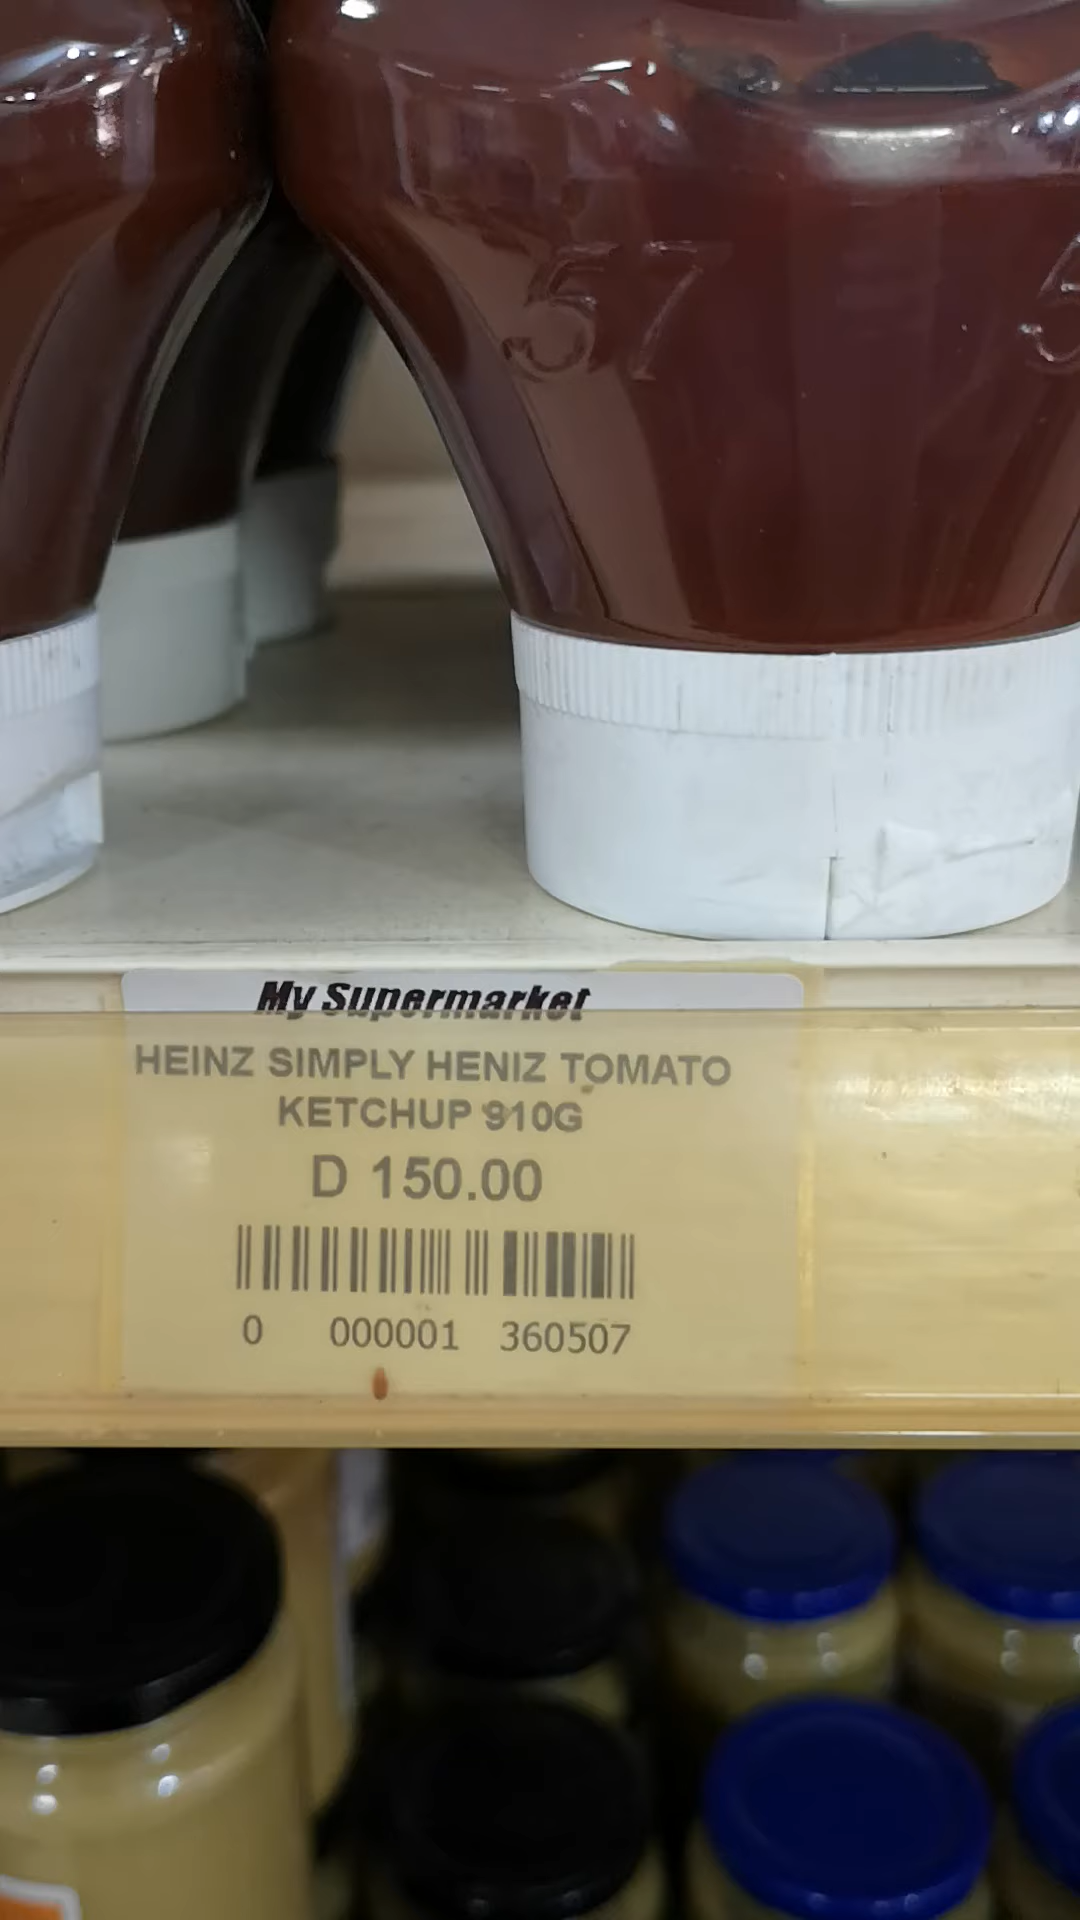 57
My Supermarket
HEINZ SIMPLY HENIZ TOMATO
KETCHUP 910G
D 150.00
0 000001 360507